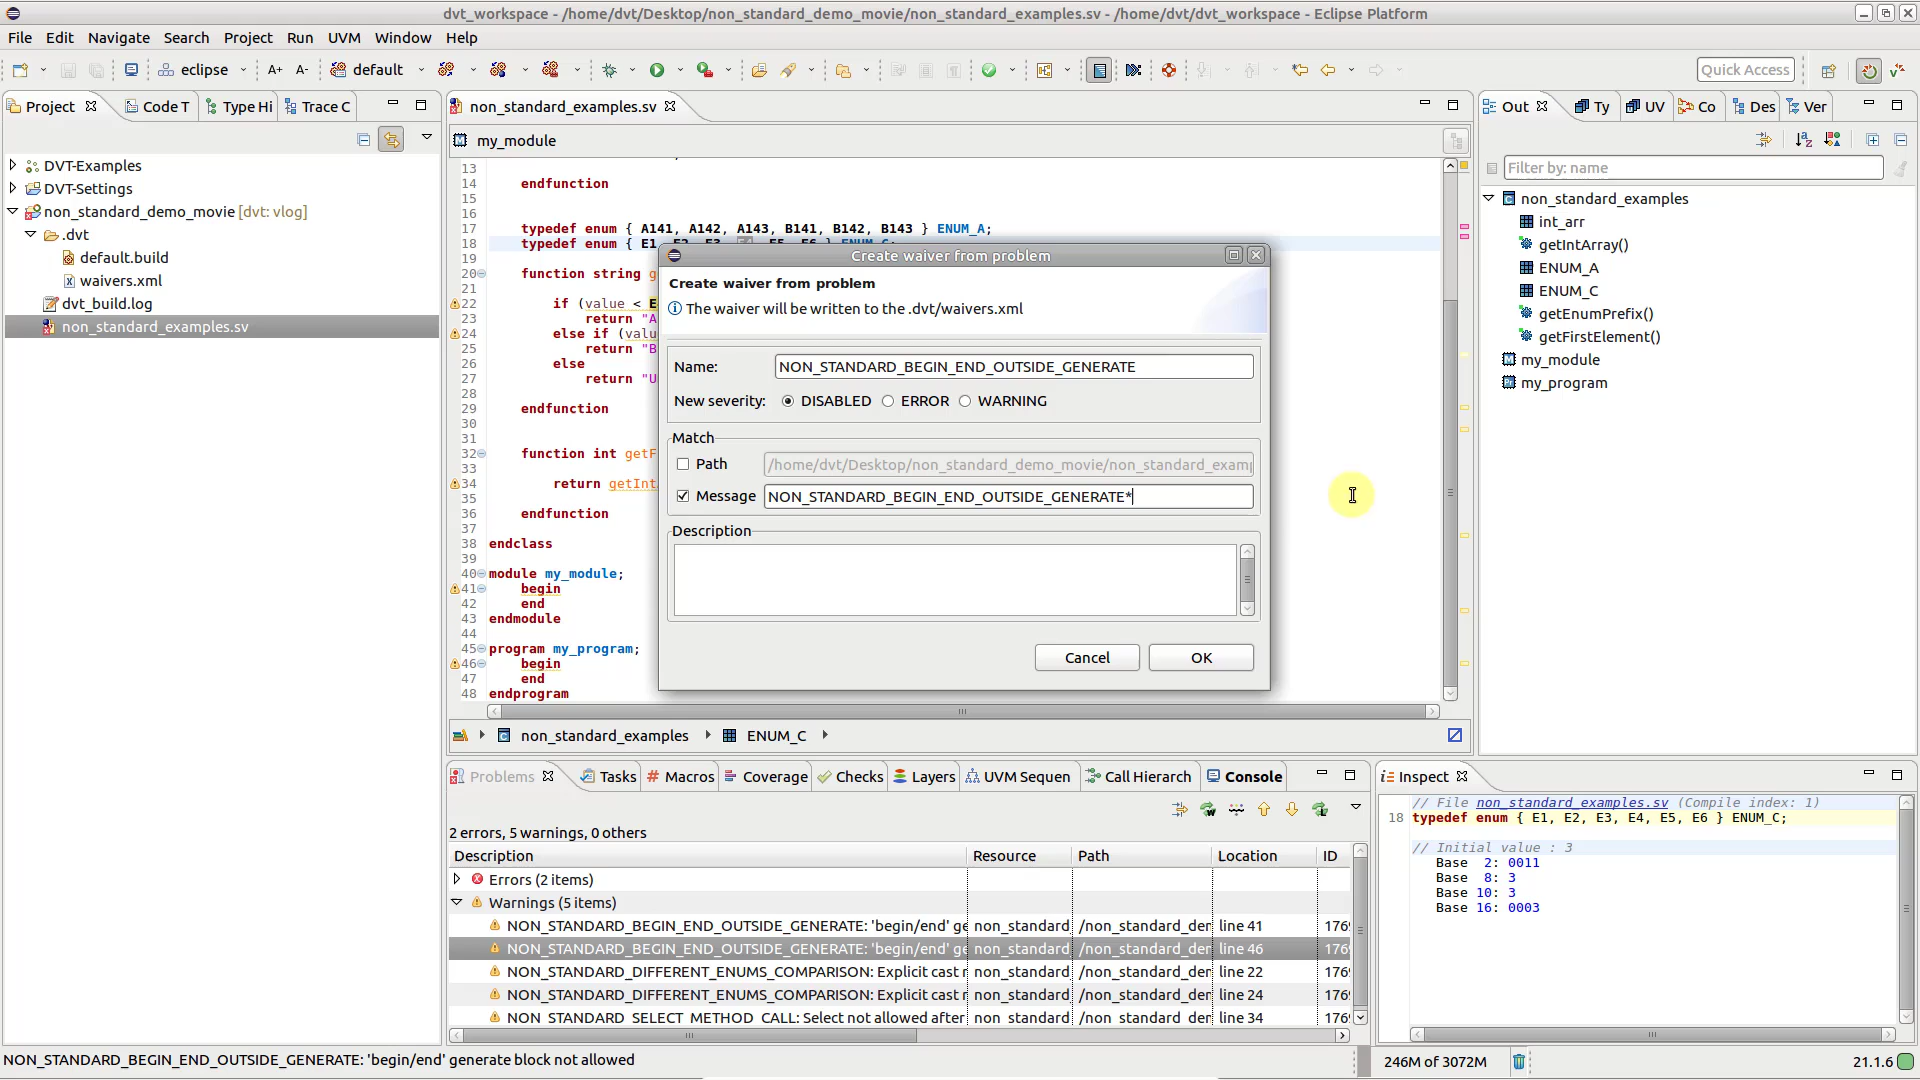 dvt_workspace - /home/dvt/Desktop/non_standard_demo_movie/non_standard_examples.sv - /home/dvt/dvt_workspace - Eclipse Platform
File Edit Navigate Search Project Run UVM Window Help
eclipse A+ A- default Quick Access
Project Code T Type Hi Trace C
non_standard_examples.sv
Out Ty UV Co Des Ver
my_module
Filter by: name
DVT-Examples
DVT-Settings
non_standard_demo_movie [dvt: vlog]
.dvt
default.build
waivers.xml
dvt_build.log
non_standard_examples.sv
13
14 endfunction
15
16
17 typedef enum { A141, A142, A143, B141, B142, B143 } ENUM_A;
18 typedef enum { E1, E2, E3, E4, E5, E6 } ENUM_C;
19
20 function string g
21
22 if (value < E
23 return "A
24 else if (valu
25 return "B
26 else
27 return "U
28
29 endfunction
30
31
32 function int getF
33
34 return getInt
35
36 endfunction
37
38 endclass
39
40 module my_module;
41 begin
42 end
43 endmodule
44
45 program my_program;
46 begin
47 end
48 endprogram
Create waiver from problem
Create waiver from problem
The waiver will be written to the .dvt/waivers.xml
Name: NON_STANDARD_BEGIN_END_OUTSIDE_GENERATE
New severity: DISABLED ERROR WARNING
Match
Path /home/dvt/Desktop/non_standard_demo_movie/non_standard_examp
Message NON_STANDARD_BEGIN_END_OUTSIDE_GENERATE*
Description
Cancel OK
non_standard_examples
int_arr
getIntArray()
ENUM_A
ENUM_C
getEnumPrefix()
getFirstElement()
my_module
my_program
non_standard_examples ENUM_C
Problems Tasks Macros Coverage Checks Layers UVM Sequen Call Hierarch Console
2 errors, 5 warnings, 0 others
Description Resource Path Location ID
Errors (2 items)
Warnings (5 items)
NON_STANDARD_BEGIN_END_OUTSIDE_GENERATE: 'begin/end' ge non_standard /non_standard_der line 41 176
NON_STANDARD_BEGIN_END_OUTSIDE_GENERATE: 'begin/end' ge non_standard /non_standard_der line 46 176
NON_STANDARD_DIFFERENT_ENUMS_COMPARISON: Explicit cast r non_standard /non_standard_der line 22 176
NON_STANDARD_DIFFERENT_ENUMS_COMPARISON: Explicit cast r non_standard /non_standard_der line 24 176
NON_STANDARD_SELECT_METHOD_CALL: Select not allowed after non_standard /non_standard_der line 34 176
Inspect
// File non_standard_examples.sv (Compile index: 1)
18 typedef enum { E1, E2, E3, E4, E5, E6 } ENUM_C;
// Initial value : 3
Base 2: 0011
Base 8: 3
Base 10: 3
Base 16: 0003
NON_STANDARD_BEGIN_END_OUTSIDE_GENERATE: 'begin/end' generate block not allowed
246M of 3072M
21.1.6